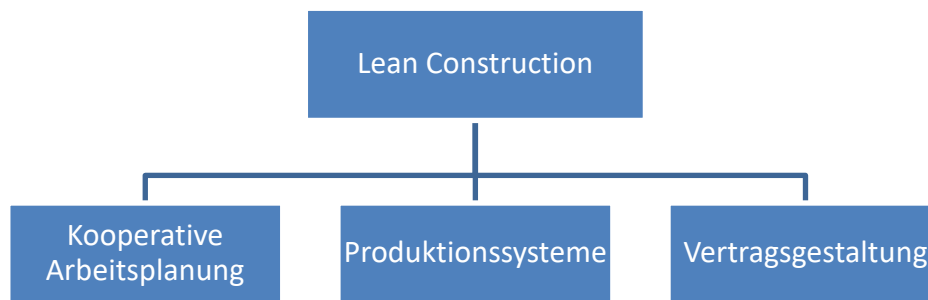 Lean Construction
Kooperative
Arbeitsplanung
Produktionssysteme
Vertragsgestaltung